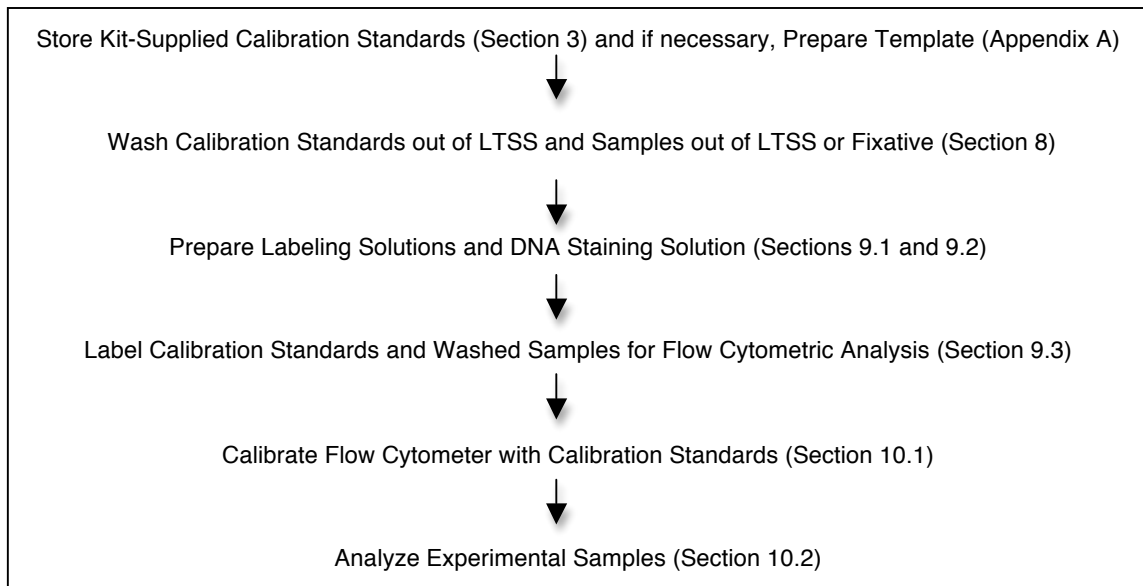 Store Kit-Supplied Calibration Standards (Section 3) and if necessary, Prepare Template (Appendix A)
Wash Calibration Standards out of LTSS and Samples out of LTSS or Fixative (Section 8)
Prepare Labeling Solutions and DNA Staining Solution (Sections 9.1 and 9.2)
Label Calibration Standards and Washed Samples for Flow Cytometric Analysis (Section 9.3)
Calibrate Flow Cytometer with Calibration Standards (Section 10.1)
Analyze Experimental Samples (Section 10.2)